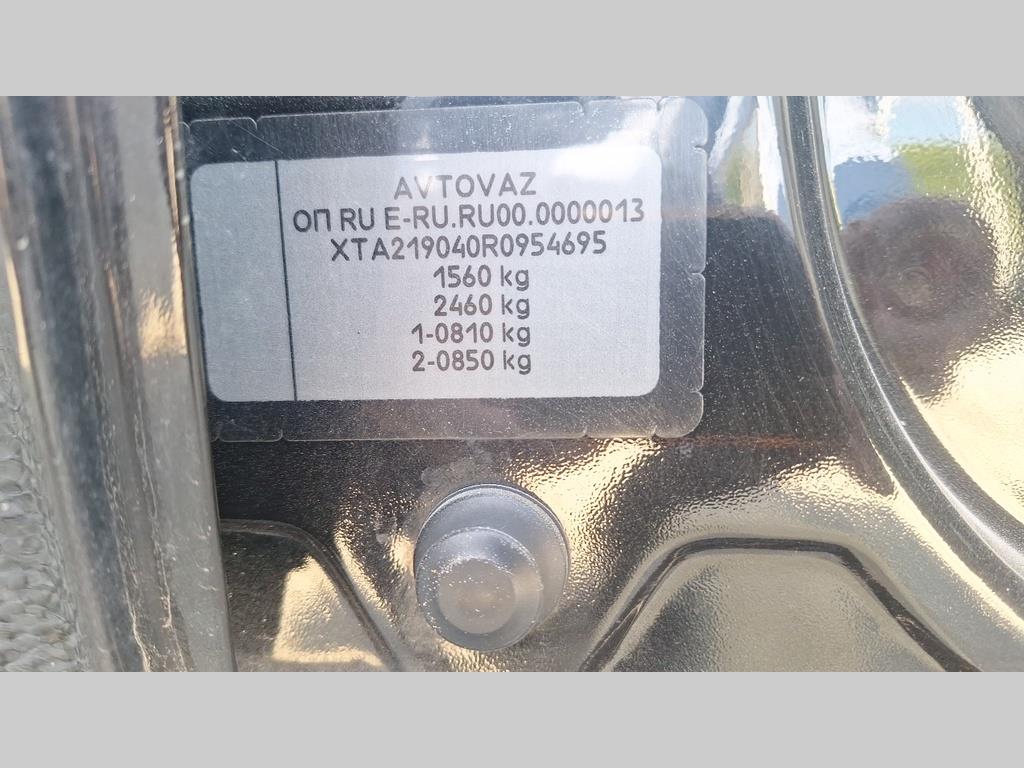 AVTOVAZ
ОП RU E-RU.RU00.0000013
XTA219040R0954695
1560 kg
2460 kg
1-0810 kg
2-0850 kg